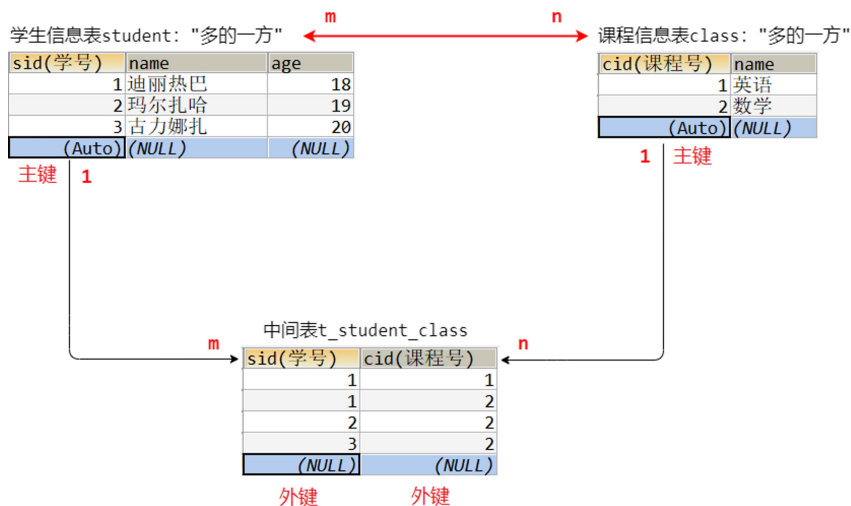 学生信息表student: "多的一方"
m
n
课程信息表class: "多的一方"
sid(学号) name age
1 迪丽热巴 18
2 玛尔扎哈 19
3 古力娜扎 20
(Auto) (NULL) (NULL)
主键
1
cid(课程号) name
1 英语
2 数学
(Auto) (NULL)
1
主键
中间表t_student_class
m
n
sid(学号) cid(课程号)
1 1
1 2
2 2
3 2
(NULL) (NULL)
外键
外键